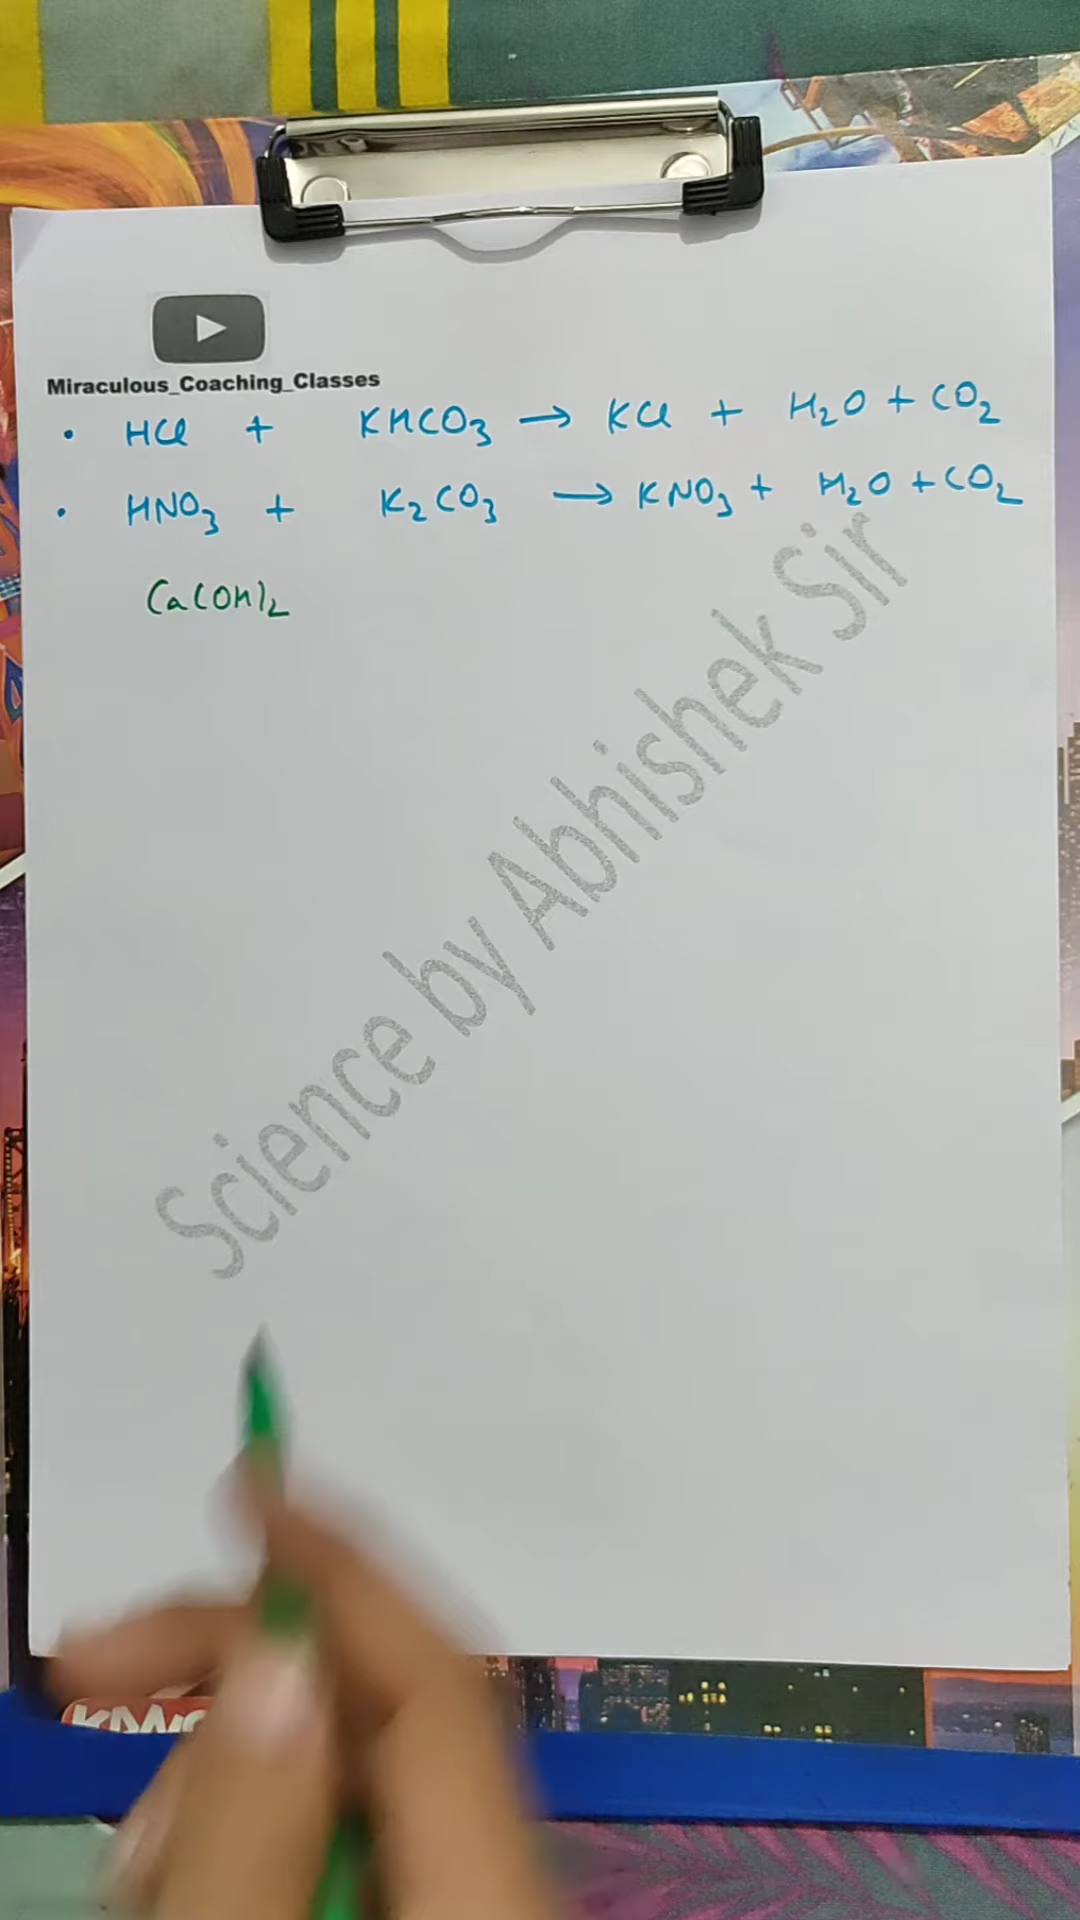 Miraculous_Coaching_Classes
• HCl + KHCO3 → KCl + H2O + CO2
• HNO3 + K2CO3 → KNO3 + H2O + CO2
Ca(OH)2
Science by Abhishek Sir